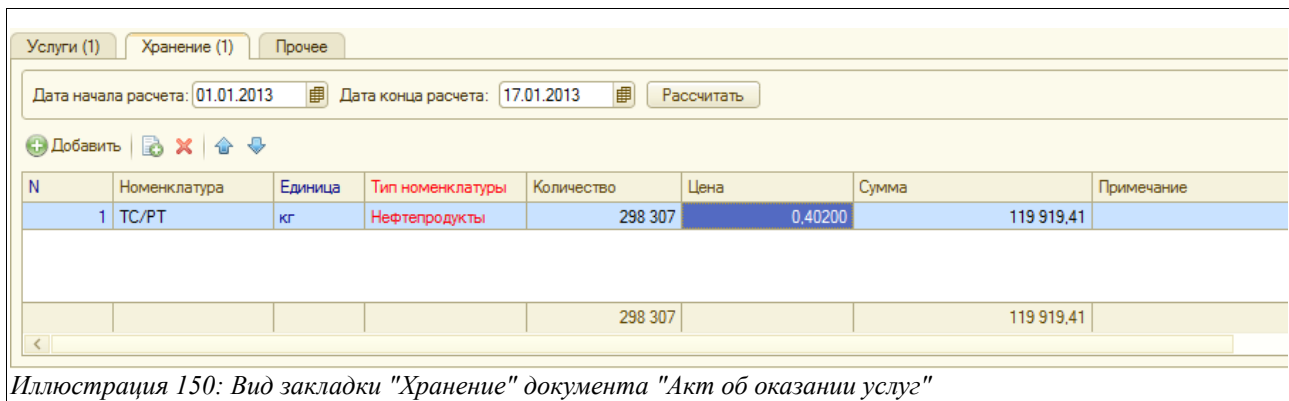 Услуги (1) Хранение (1) Прочее
Дата начала расчета: 01.01.2013 Дата конца расчета: 17.01.2013 Рассчитать
Добавить
N Номенклатура Единица Тип номенклатуры Количество Цена Сумма Примечание
1 ТС/РТ кг Нефтепродукты 298 307 0,40200 119 919,41
298 307 119 919,41
Иллюстрация 150: Вид закладки "Хранение" документа "Акт об оказании услуг"